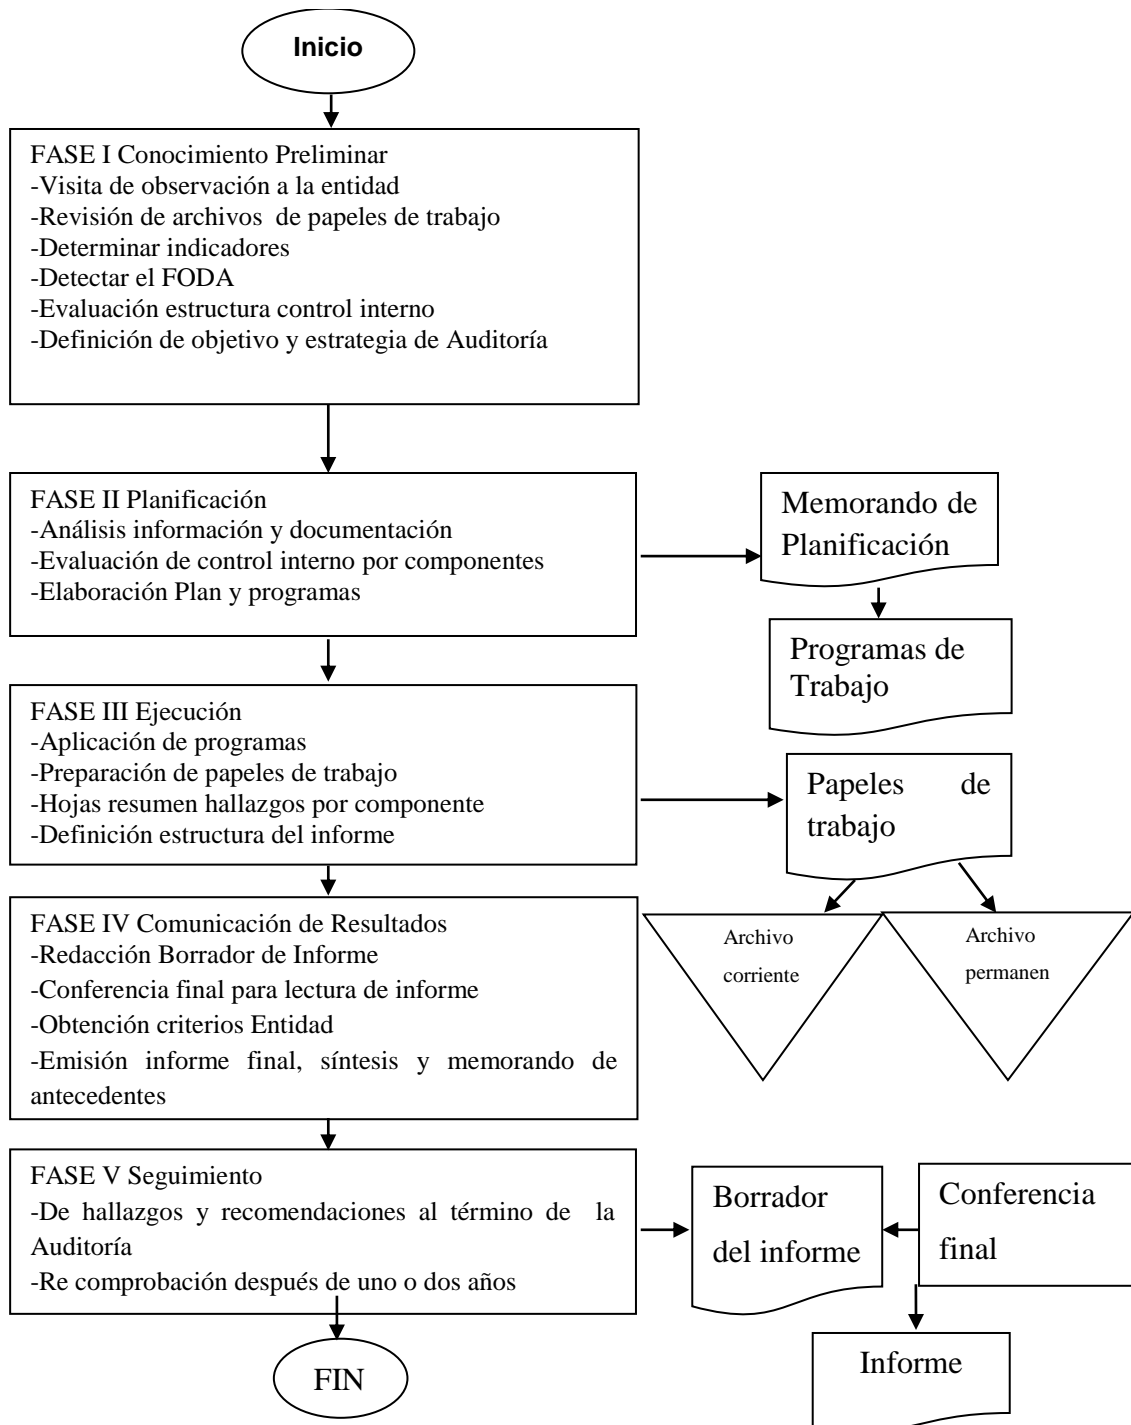 Inicio
FASE I Conocimiento Preliminar
-Visita de observación a la entidad
-Revisión de archivos de papeles de trabajo
-Determinar indicadores
-Detectar el FODA
-Evaluación estructura control interno
-Definición de objetivo y estrategia de Auditoría
FASE II Planificación
-Análisis información y documentación
-Evaluación de control interno por componentes
-Elaboración Plan y programas
Memorando de
Planificación
Programas de
Trabajo
FASE III Ejecución
-Aplicación de programas
-Preparación de papeles de trabajo
-Hojas resumen hallazgos por componente
-Definición estructura del informe
Papeles de
trabajo
Archivo
corriente
Archivo
permanen
FASE IV Comunicación de Resultados
-Redacción Borrador de Informe
-Conferencia final para lectura de informe
-Obtención criterios Entidad
-Emisión informe final, síntesis y memorando de
antecedentes
FASE V Seguimiento
-De hallazgos y recomendaciones al término de la
Auditoría
-Re comprobación después de uno o dos años
Borrador
del informe
Conferencia
final
Informe
FIN